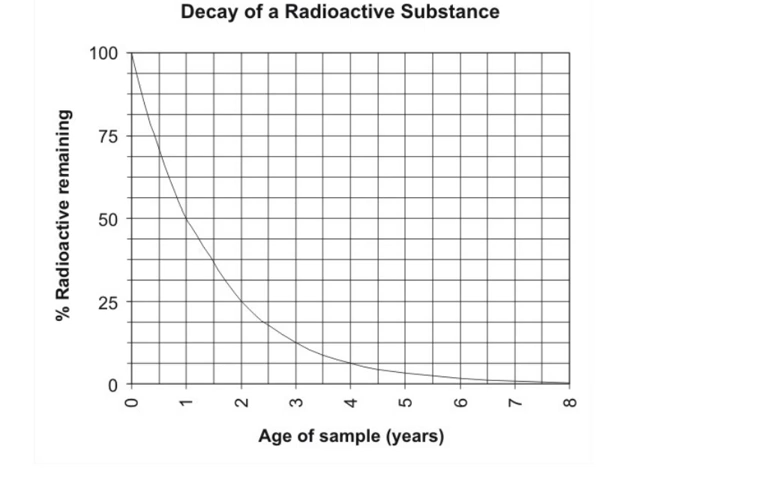 Decay of a Radioactive Substance
100
75
50
25
0
% Radioactive remaining
0 1 2 3 4 5 6 7 8
Age of sample (years)